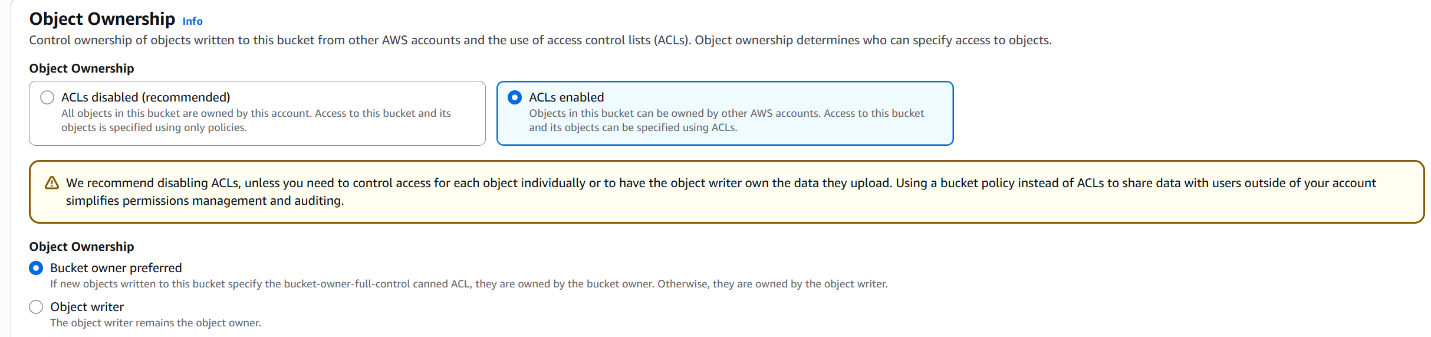 Object Ownership Info
Control ownership of objects written to this bucket from other AWS accounts and the use of access control lists (ACLs). Object ownership determines who can specify access to objects.
Object Ownership
ACLs disabled (recommended)
All objects in this bucket are owned by this account. Access to this bucket and its
objects is specified using only policies.
ACLs enabled
Objects in this bucket can be owned by other AWS accounts. Access to this bucket
and its objects can be specified using ACLs.
We recommend disabling ACLs, unless you need to control access for each object individually or to have the object writer own the data they upload. Using a bucket policy instead of ACLs to share data with users outside of your account
simplifies permissions management and auditing.
Object Ownership
Bucket owner preferred
If new objects written to this bucket specify the bucket-owner-full-control canned ACL, they are owned by the bucket owner. Otherwise, they are owned by the object writer.
Object writer
The object writer remains the object owner.